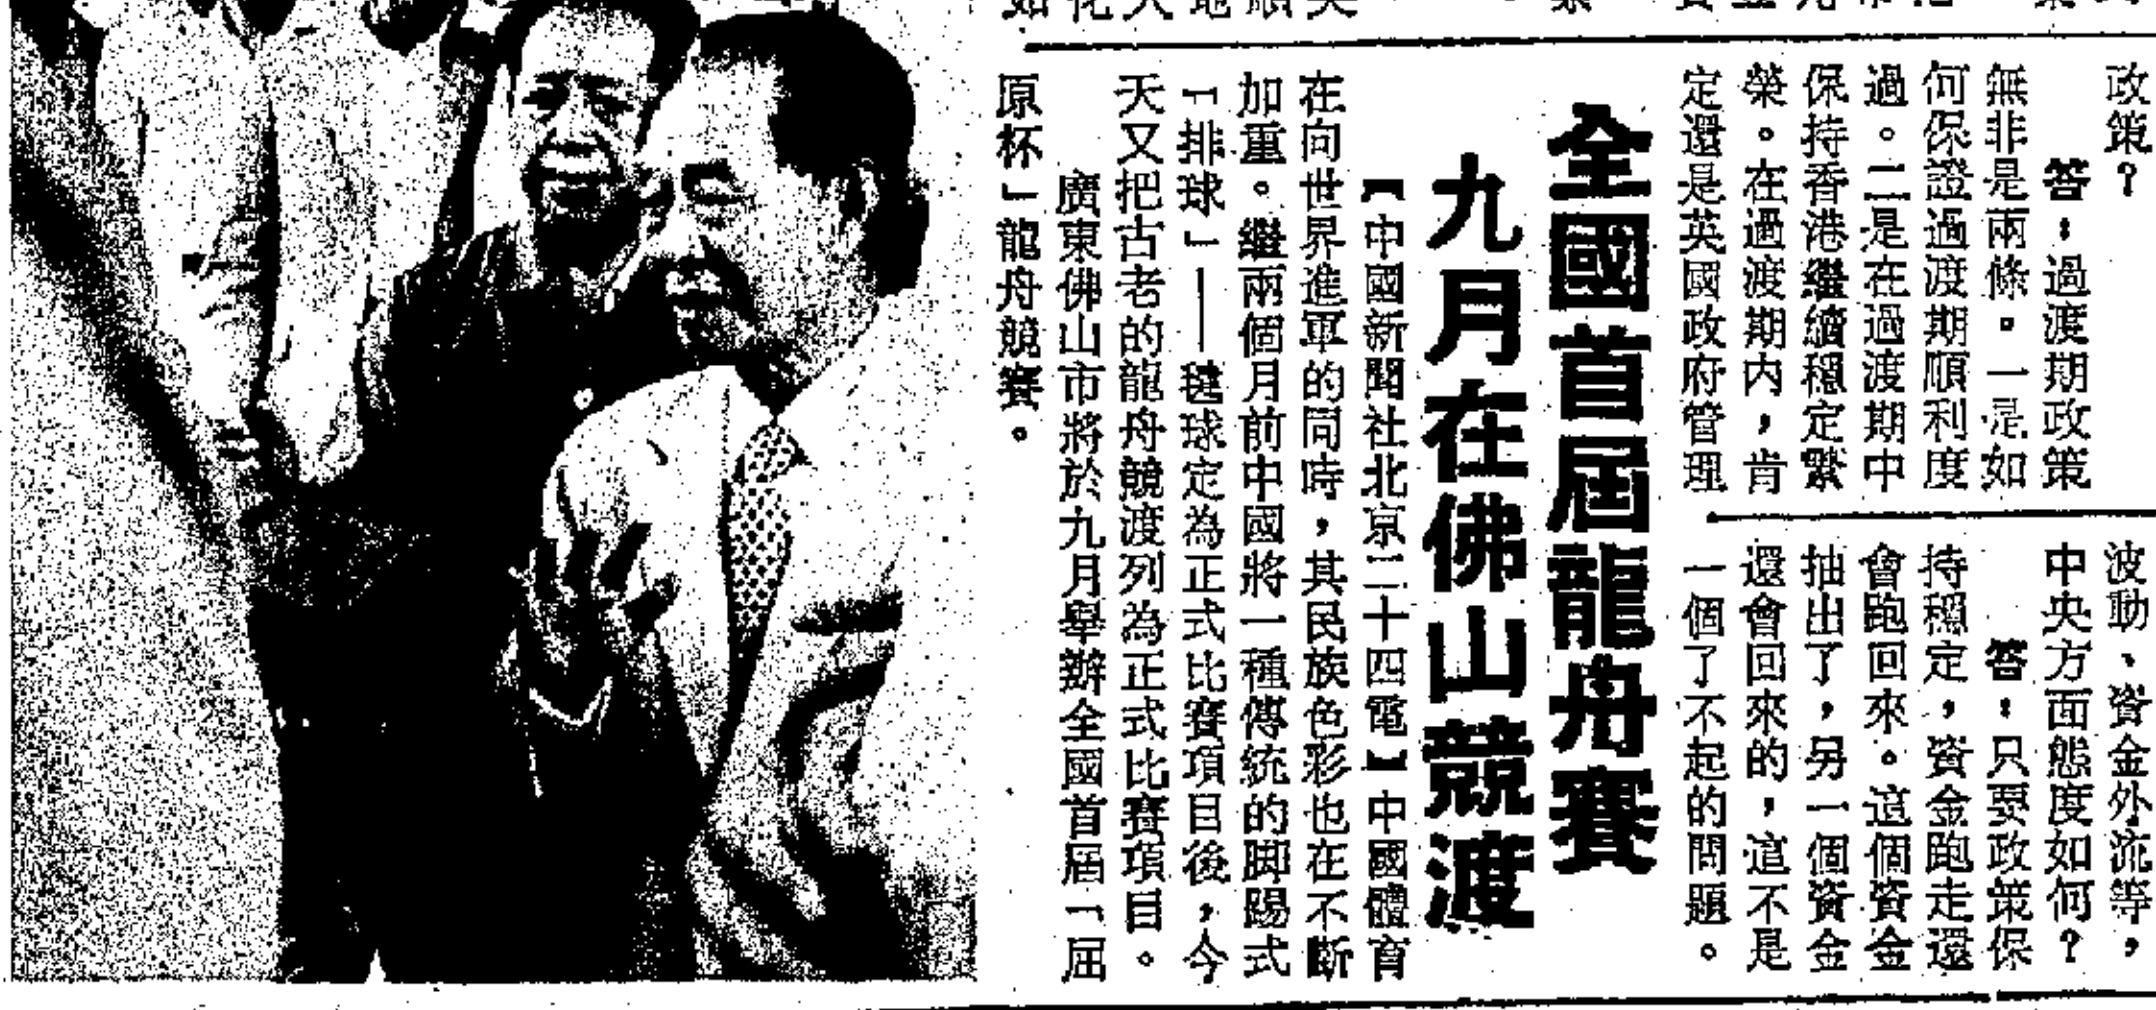 政策？
答：過渡期政策
無非是兩條。一是如
何保證過渡期順利度
過。二是在過渡期中
保持香港繼續穩定繁
榮。在過渡期內，肯
定還是英國政府管理
波動、資金外流等，
中央方面態度如何？
答：只要政策保
持穩定，資金跑走還
會跑回來。這個資金
抽出了，另一個資金
還會回來的，這不是
一個了不起的問題。
全國首屆龍舟賽
九月在佛山競渡
【中國新聞社北京二十四電】中國體育
在向世界進軍的同時，其民族色彩也在不斷
加重。繼兩個月前中國將一種傳統的脚踢式
「排球」——毽球定為正式比賽項目後，今
天又把古老的龍舟競渡列為正式比賽項目。
廣東佛山市將於九月舉辦全國首屆「屈
原杯」龍舟競賽。